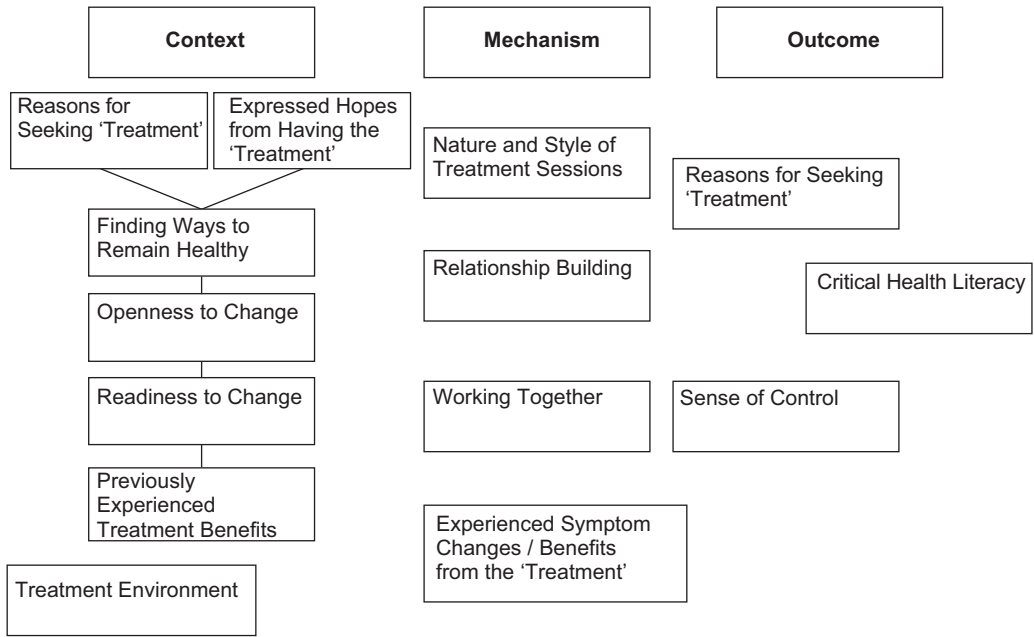 Context
Mechanism
Outcome
Reasons for
Seeking ‘Treatment’
Expressed Hopes
from Having the
‘Treatment’
Finding Ways to
Remain Healthy
Openness to Change
Readiness to Change
Previously
Experienced
Treatment Benefits
Treatment Environment
Nature and Style of
Treatment Sessions
Relationship Building
Working Together
Experienced Symptom
Changes / Benefits
from the ‘Treatment’
Reasons for Seeking
‘Treatment’
Critical Health Literacy
Sense of Control